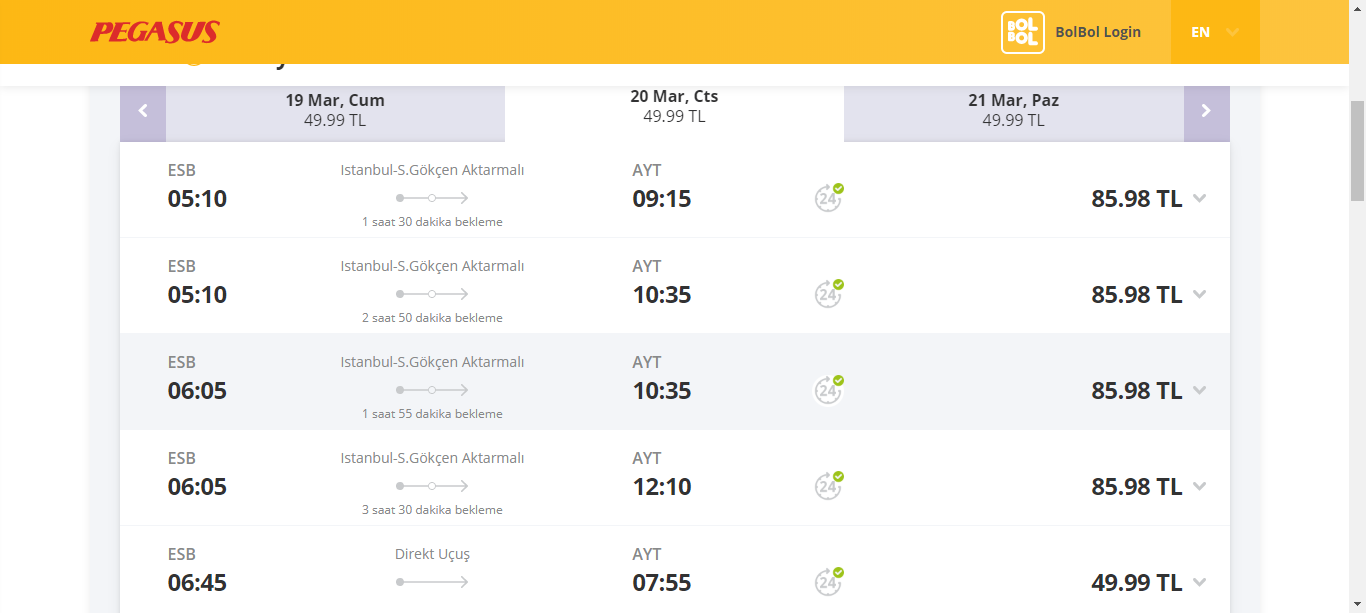 PEGASUS
BOL
BOL
BolBol Login
EN
19 Mar, Cum
49.99 TL
20 Mar, Cts
49.99 TL
21 Mar, Paz
49.99 TL
ESB
Istanbul-S.Gökçen Aktarmalı
AYT
05:10
09:15
24
85.98 TL
1 saat 30 dakika bekleme
ESB
Istanbul-S.Gökçen Aktarmalı
AYT
05:10
10:35
24
85.98 TL
2 saat 50 dakika bekleme
ESB
Istanbul-S.Gökçen Aktarmalı
AYT
06:05
10:35
24
85.98 TL
1 saat 55 dakika bekleme
ESB
Istanbul-S.Gökçen Aktarmalı
AYT
06:05
12:10
24
85.98 TL
3 saat 30 dakika bekleme
ESB
Direkt Uçuş
AYT
06:45
07:55
24
49.99 TL